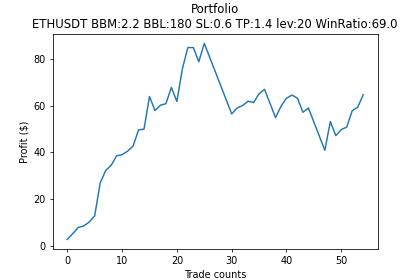 Portfolio
ETHUSDT BBM:2.2 BBL:180 SL:0.6 TP:1.4 lev:20 WinRatio:69.0
Profit ($)
80
60
40
20
0
0 10 20 30 40 50
Trade counts